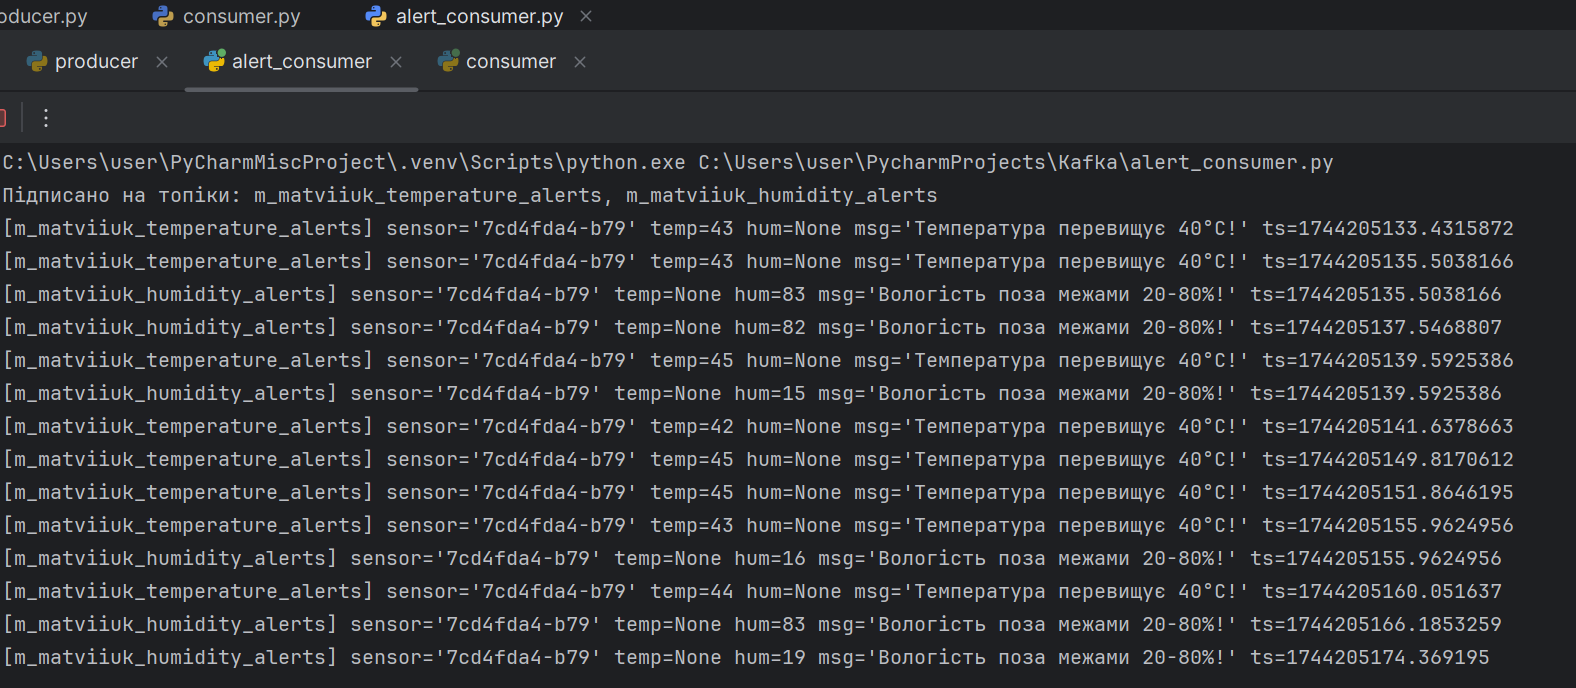 oducer.py consumer.py alert_consumer.py
producer alert_consumer consumer
C:\Users\user\PyCharmMiscProject\.venv\Scripts\python.exe C:\Users\user\PycharmProjects\Kafka\alert_consumer.py
Підписано на топіки: m_matviiuk_temperature_alerts, m_matviiuk_humidity_alerts
[m_matviiuk_temperature_alerts] sensor='7cd4fda4-b79' temp=43 hum=None msg='Температура перевищує 40°C!' ts=1744205133.4315872
[m_matviiuk_temperature_alerts] sensor='7cd4fda4-b79' temp=43 hum=None msg='Температура перевищує 40°C!' ts=1744205135.5038166
[m_matviiuk_humidity_alerts] sensor='7cd4fda4-b79' temp=None hum=83 msg='Вологість поза межами 20-80%!' ts=1744205135.5038166
[m_matviiuk_humidity_alerts] sensor='7cd4fda4-b79' temp=None hum=82 msg='Вологість поза межами 20-80%!' ts=1744205137.5468807
[m_matviiuk_temperature_alerts] sensor='7cd4fda4-b79' temp=45 hum=None msg='Температура перевищує 40°C!' ts=1744205139.5925386
[m_matviiuk_humidity_alerts] sensor='7cd4fda4-b79' temp=None hum=15 msg='Вологість поза межами 20-80%!' ts=1744205139.5925386
[m_matviiuk_temperature_alerts] sensor='7cd4fda4-b79' temp=42 hum=None msg='Температура перевищує 40°C!' ts=1744205141.6378663
[m_matviiuk_temperature_alerts] sensor='7cd4fda4-b79' temp=45 hum=None msg='Температура перевищує 40°C!' ts=1744205149.8170612
[m_matviiuk_temperature_alerts] sensor='7cd4fda4-b79' temp=45 hum=None msg='Температура перевищує 40°C!' ts=1744205151.8646195
[m_matviiuk_temperature_alerts] sensor='7cd4fda4-b79' temp=43 hum=None msg='Температура перевищує 40°C!' ts=1744205155.9624956
[m_matviiuk_humidity_alerts] sensor='7cd4fda4-b79' temp=None hum=16 msg='Вологість поза межами 20-80%!' ts=1744205155.9624956
[m_matviiuk_temperature_alerts] sensor='7cd4fda4-b79' temp=44 hum=None msg='Температура перевищує 40°C!' ts=1744205160.051637
[m_matviiuk_humidity_alerts] sensor='7cd4fda4-b79' temp=None hum=83 msg='Вологість поза межами 20-80%!' ts=1744205166.1853259
[m_matviiuk_humidity_alerts] sensor='7cd4fda4-b79' temp=None hum=19 msg='Вологість поза межами 20-80%!' ts=1744205174.369195